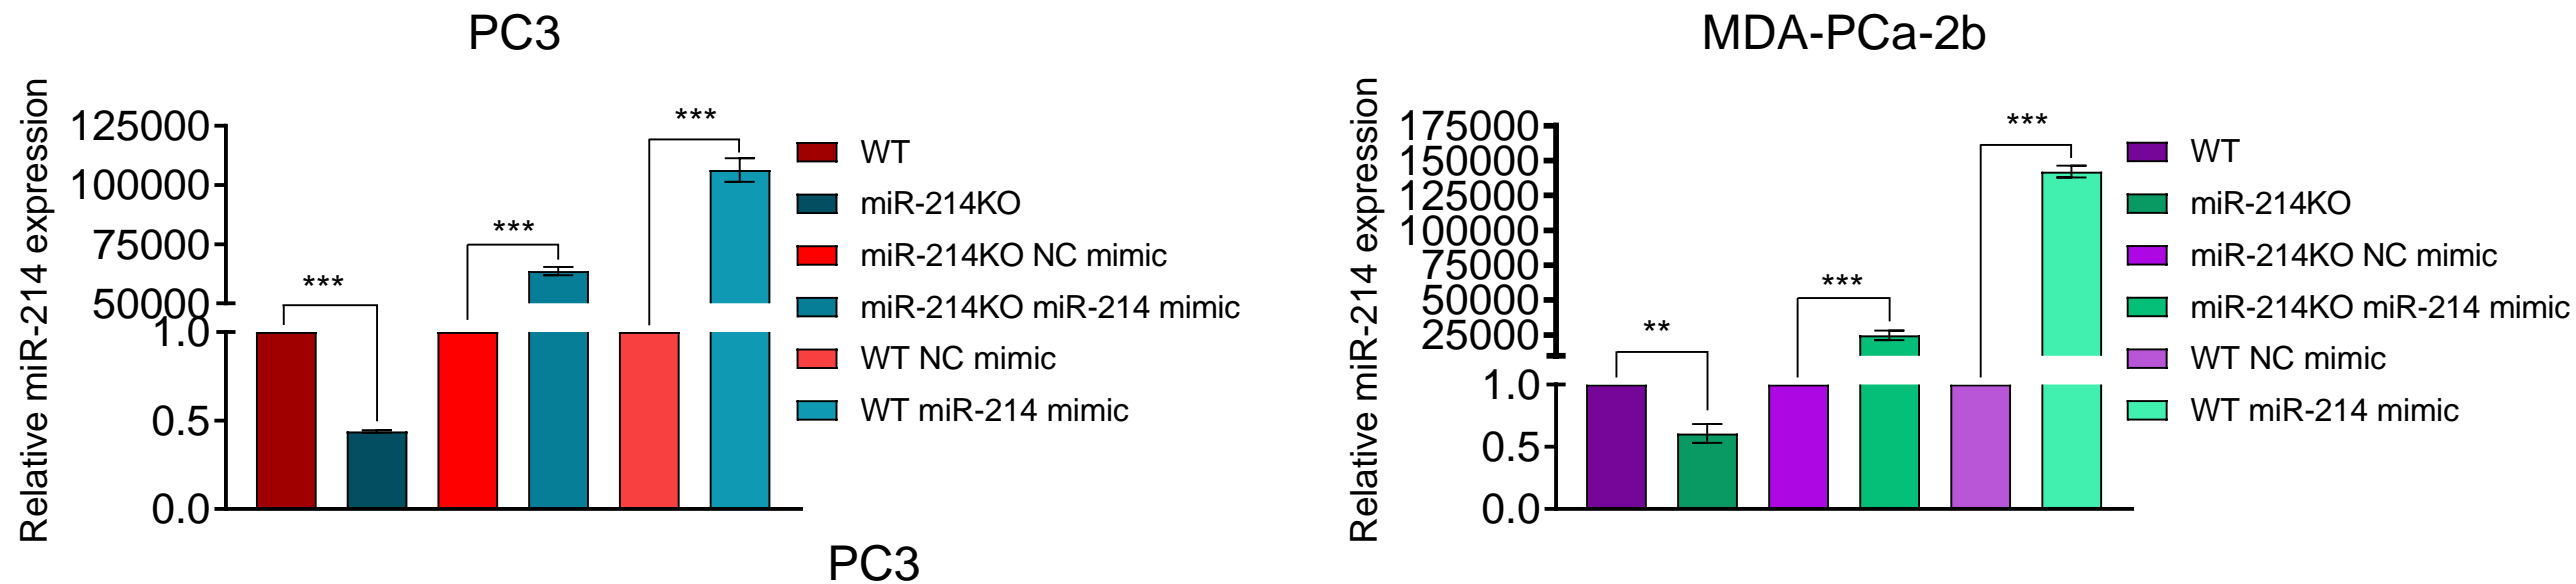 PC3
Relative miR-214 expression
125000
100000
75000
50000
1.0
0.5
0.0
***
***
***
WT
miR-214KO
miR-214KO NC mimic
miR-214KO miR-214 mimic
WT NC mimic
WT miR-214 mimic
MDA-PCa-2b
Relative miR-214 expression
175000
150000
125000
100000
75000
50000
25000
1.0
0.5
0.0
**
***
***
WT
miR-214KO
miR-214KO NC mimic
miR-214KO miR-214 mimic
WT NC mimic
WT miR-214 mimic
PC3